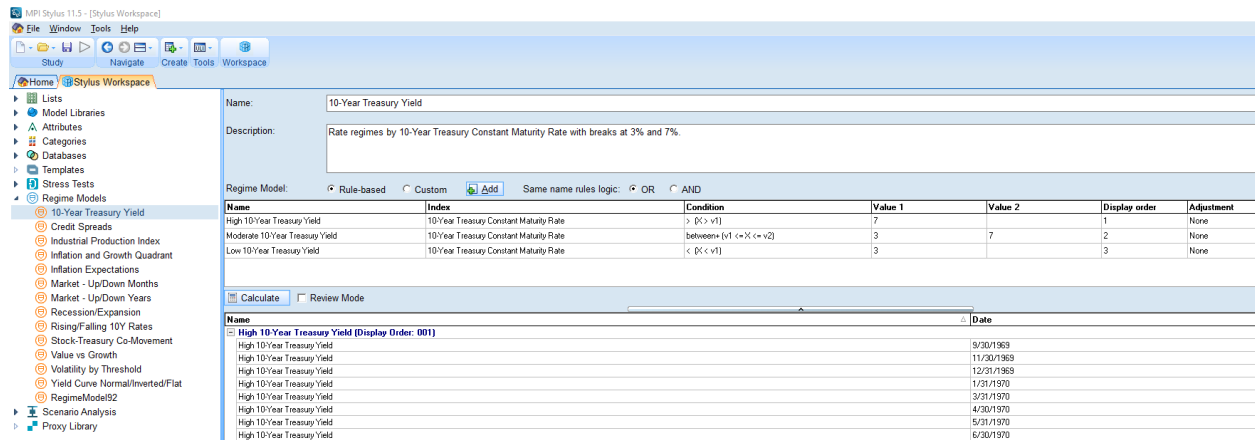 MPI Stylus 11.5 - [Stylus Workspace]
File Window Tools Help
Study Navigate Create Tools Workspace
Home Stylus Workspace
Lists
Model Libraries
Attributes
Categories
Databases
Templates
Stress Tests
Regime Models
10-Year Treasury Yield
Credit Spreads
Industrial Production Index
Inflation and Growth Quadrant
Inflation Expectations
Market - Up/Down Months
Market - Up/Down Years
Recession/Expansion
Rising/Falling 10Y Rates
Stock-Treasury Co-Movement
Value vs Growth
Volatility by Threshold
Yield Curve Normal/Inverted/Flat
RegimeModel92
Scenario Analysis
Proxy Library
Name: 10-Year Treasury Yield
Description: Rate regimes by 10-Year Treasury Constant Maturity Rate with breaks at 3% and 7%.
Regime Model: Rule-based Custom Add Same name rules logic: OR AND
Name Index Condition Value 1 Value 2 Display order Adjustment
High 10-Year Treasury Yield 10-Year Treasury Constant Maturity Rate > (X > v1) 7 1 None
Moderate 10-Year Treasury Yield 10-Year Treasury Constant Maturity Rate between+ (v1 <=X <= v2) 3 7 2 None
Low 10-Year Treasury Yield 10-Year Treasury Constant Maturity Rate < (X < v1) 3 3 None
Calculate Review Mode
Name Date
High 10-Year Treasury Yield (Display Order: 001)
High 10-Year Treasury Yield 9/30/1969
High 10-Year Treasury Yield 11/30/1969
High 10-Year Treasury Yield 12/31/1969
High 10-Year Treasury Yield 1/31/1970
High 10-Year Treasury Yield 3/31/1970
High 10-Year Treasury Yield 4/30/1970
High 10-Year Treasury Yield 5/31/1970
High 10-Year Treasury Yield 6/30/1970